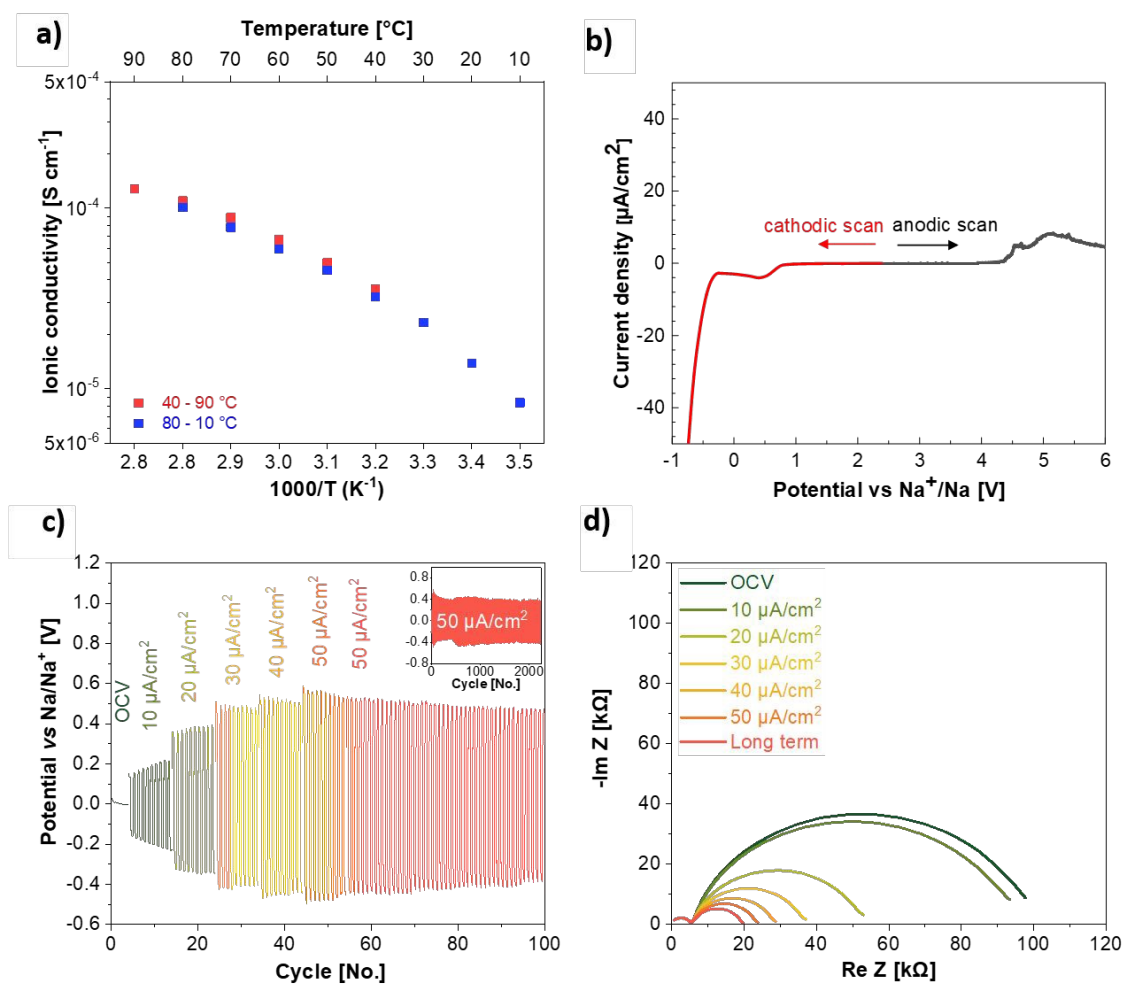 a)
Temperature [°C]
90 80 70 60 50 40 30 20 10
5x10⁻⁴
10⁻⁴
10⁻⁵
5x10⁻⁶
Ionic conductivity [S cm⁻¹]
40 - 90 °C
80 - 10 °C
2.8 2.8 2.9 3.0 3.1 3.2 3.3 3.4 3.5
1000/T (K⁻¹)
b)
40
20
0
-20
-40
Current density [µA/cm²]
cathodic scan
anodic scan
-1 0 1 2 3 4 5 6
Potential vs Na⁺/Na [V]
c)
1.2
1.0
0.8
0.6
0.4
0.2
0.0
-0.2
-0.4
-0.6
Potential vs Na/Na⁺ [V]
OCV
10 µA/cm²
20 µA/cm²
30 µA/cm²
40 µA/cm²
50 µA/cm²
50 µA/cm²
0.8
0.4
0.0
-0.4
-0.8
50 µA/cm²
0 1000 2000
Cycle [No.]
0 20 40 60 80 100
Cycle [No.]
d)
120
100
80
60
40
20
0
-Im Z [kΩ]
OCV
10 µA/cm²
20 µA/cm²
30 µA/cm²
40 µA/cm²
50 µA/cm²
Long term
0 20 40 60 80 100 120
Re Z [kΩ]